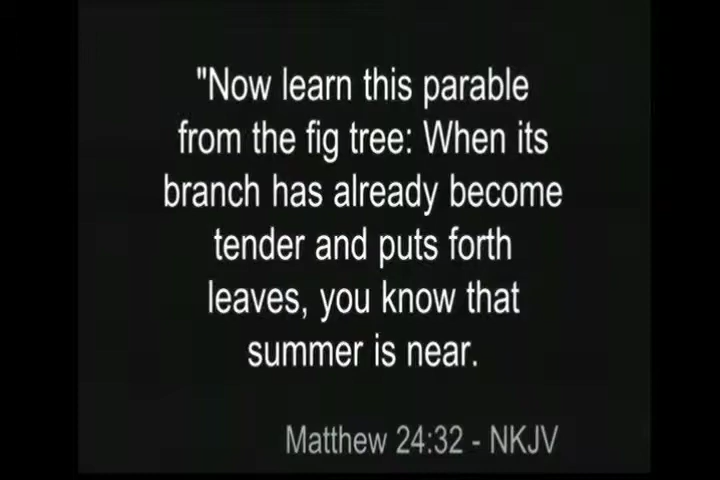 "Now learn this parable
from the fig tree: When its
branch has already become
tender and puts forth
leaves, you know that
summer is near.
Matthew 24:32 - NKJV